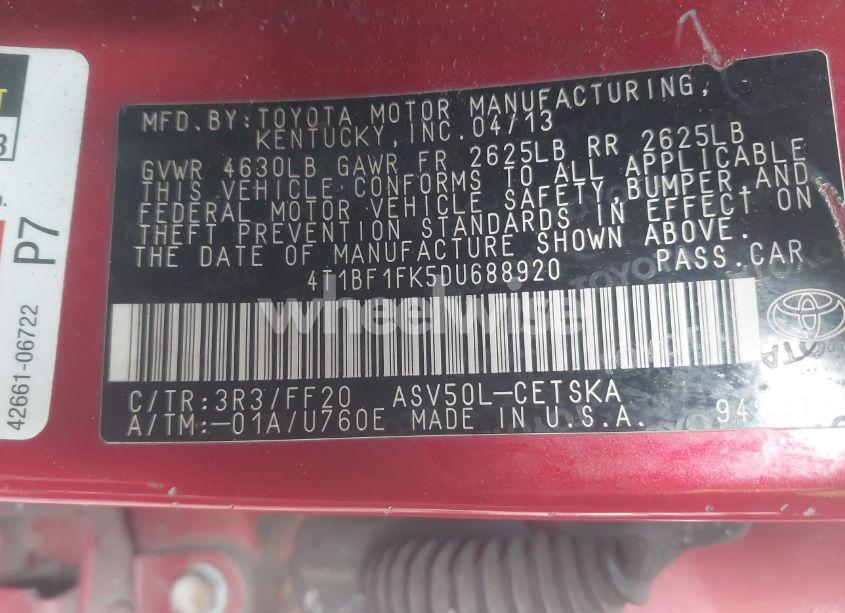 MFD. BY: TOYOTA MOTOR MANUFACTURING,
KENTUCKY, INC. 04/13
GVWR 4630LB GAWR FR 2625LB RR 2625LB
THIS VEHICLE CONFORMS TO ALL APPLICABLE
FEDERAL MOTOR VEHICLE SAFETY, BUMPER, AND
THEFT PREVENTION STANDARDS IN EFFECT ON
THE DATE OF MANUFACTURE SHOWN ABOVE.
4T1BF1FK5DU688920 PASS. CAR
C/TR:3R3/FF20 ASV50L-CETSKA
A/TM:-01A/U760E MADE IN U.S.A.
TOYOTA
wheelwise
42661-06722
P7